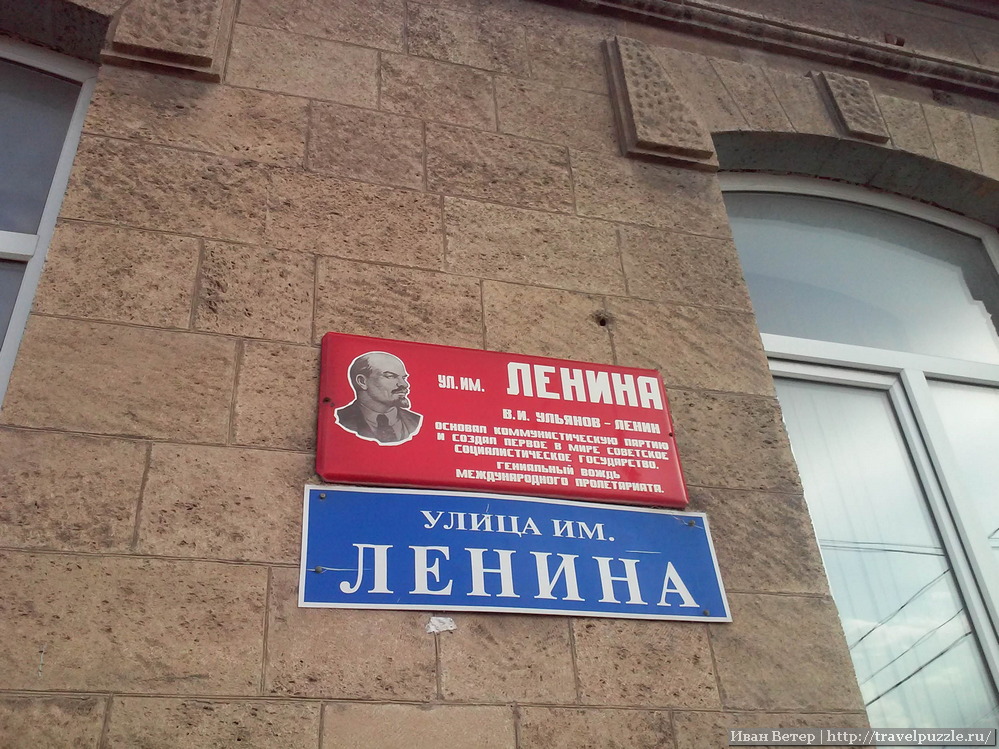 УЛ.ИМ. ЛЕНИНА
В.И. УЛЬЯНОВ - ЛЕНИН
ОСНОВАЛ КОММУНИСТИЧЕСКУЮ ПАРТИЮ
И СОЗДАЛ ПЕРВОЕ В МИРЕ СОВЕТСКОЕ
СОЦИАЛИСТИЧЕСКОЕ ГОСУДАРСТВО.
ГЕНИАЛЬНЫЙ ВОЖДЬ
МЕЖДУНАРОДНОГО ПРОЛЕТАРИАТА.
УЛИЦА ИМ.
ЛЕНИНА
Иван Ветер | http://travelpuzzle.ru/